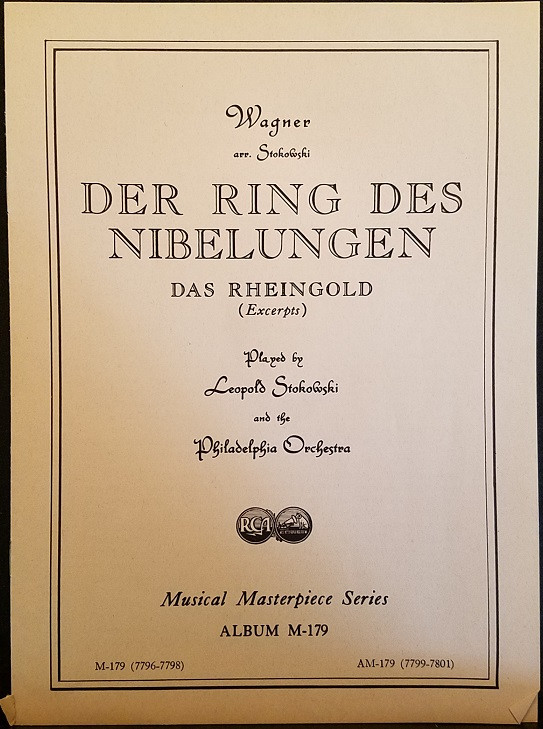 Wagner
arr. Stokowski
DER RING DES
NIBELUNGEN
DAS RHEINGOLD
(Excerpts)
Played by
Leopold Stokowski
and the
Philadelphia Orchestra
RCA
Musical Masterpiece Series
ALBUM M-179
M-179 (7796-7798) AM-179 (7799-7801)